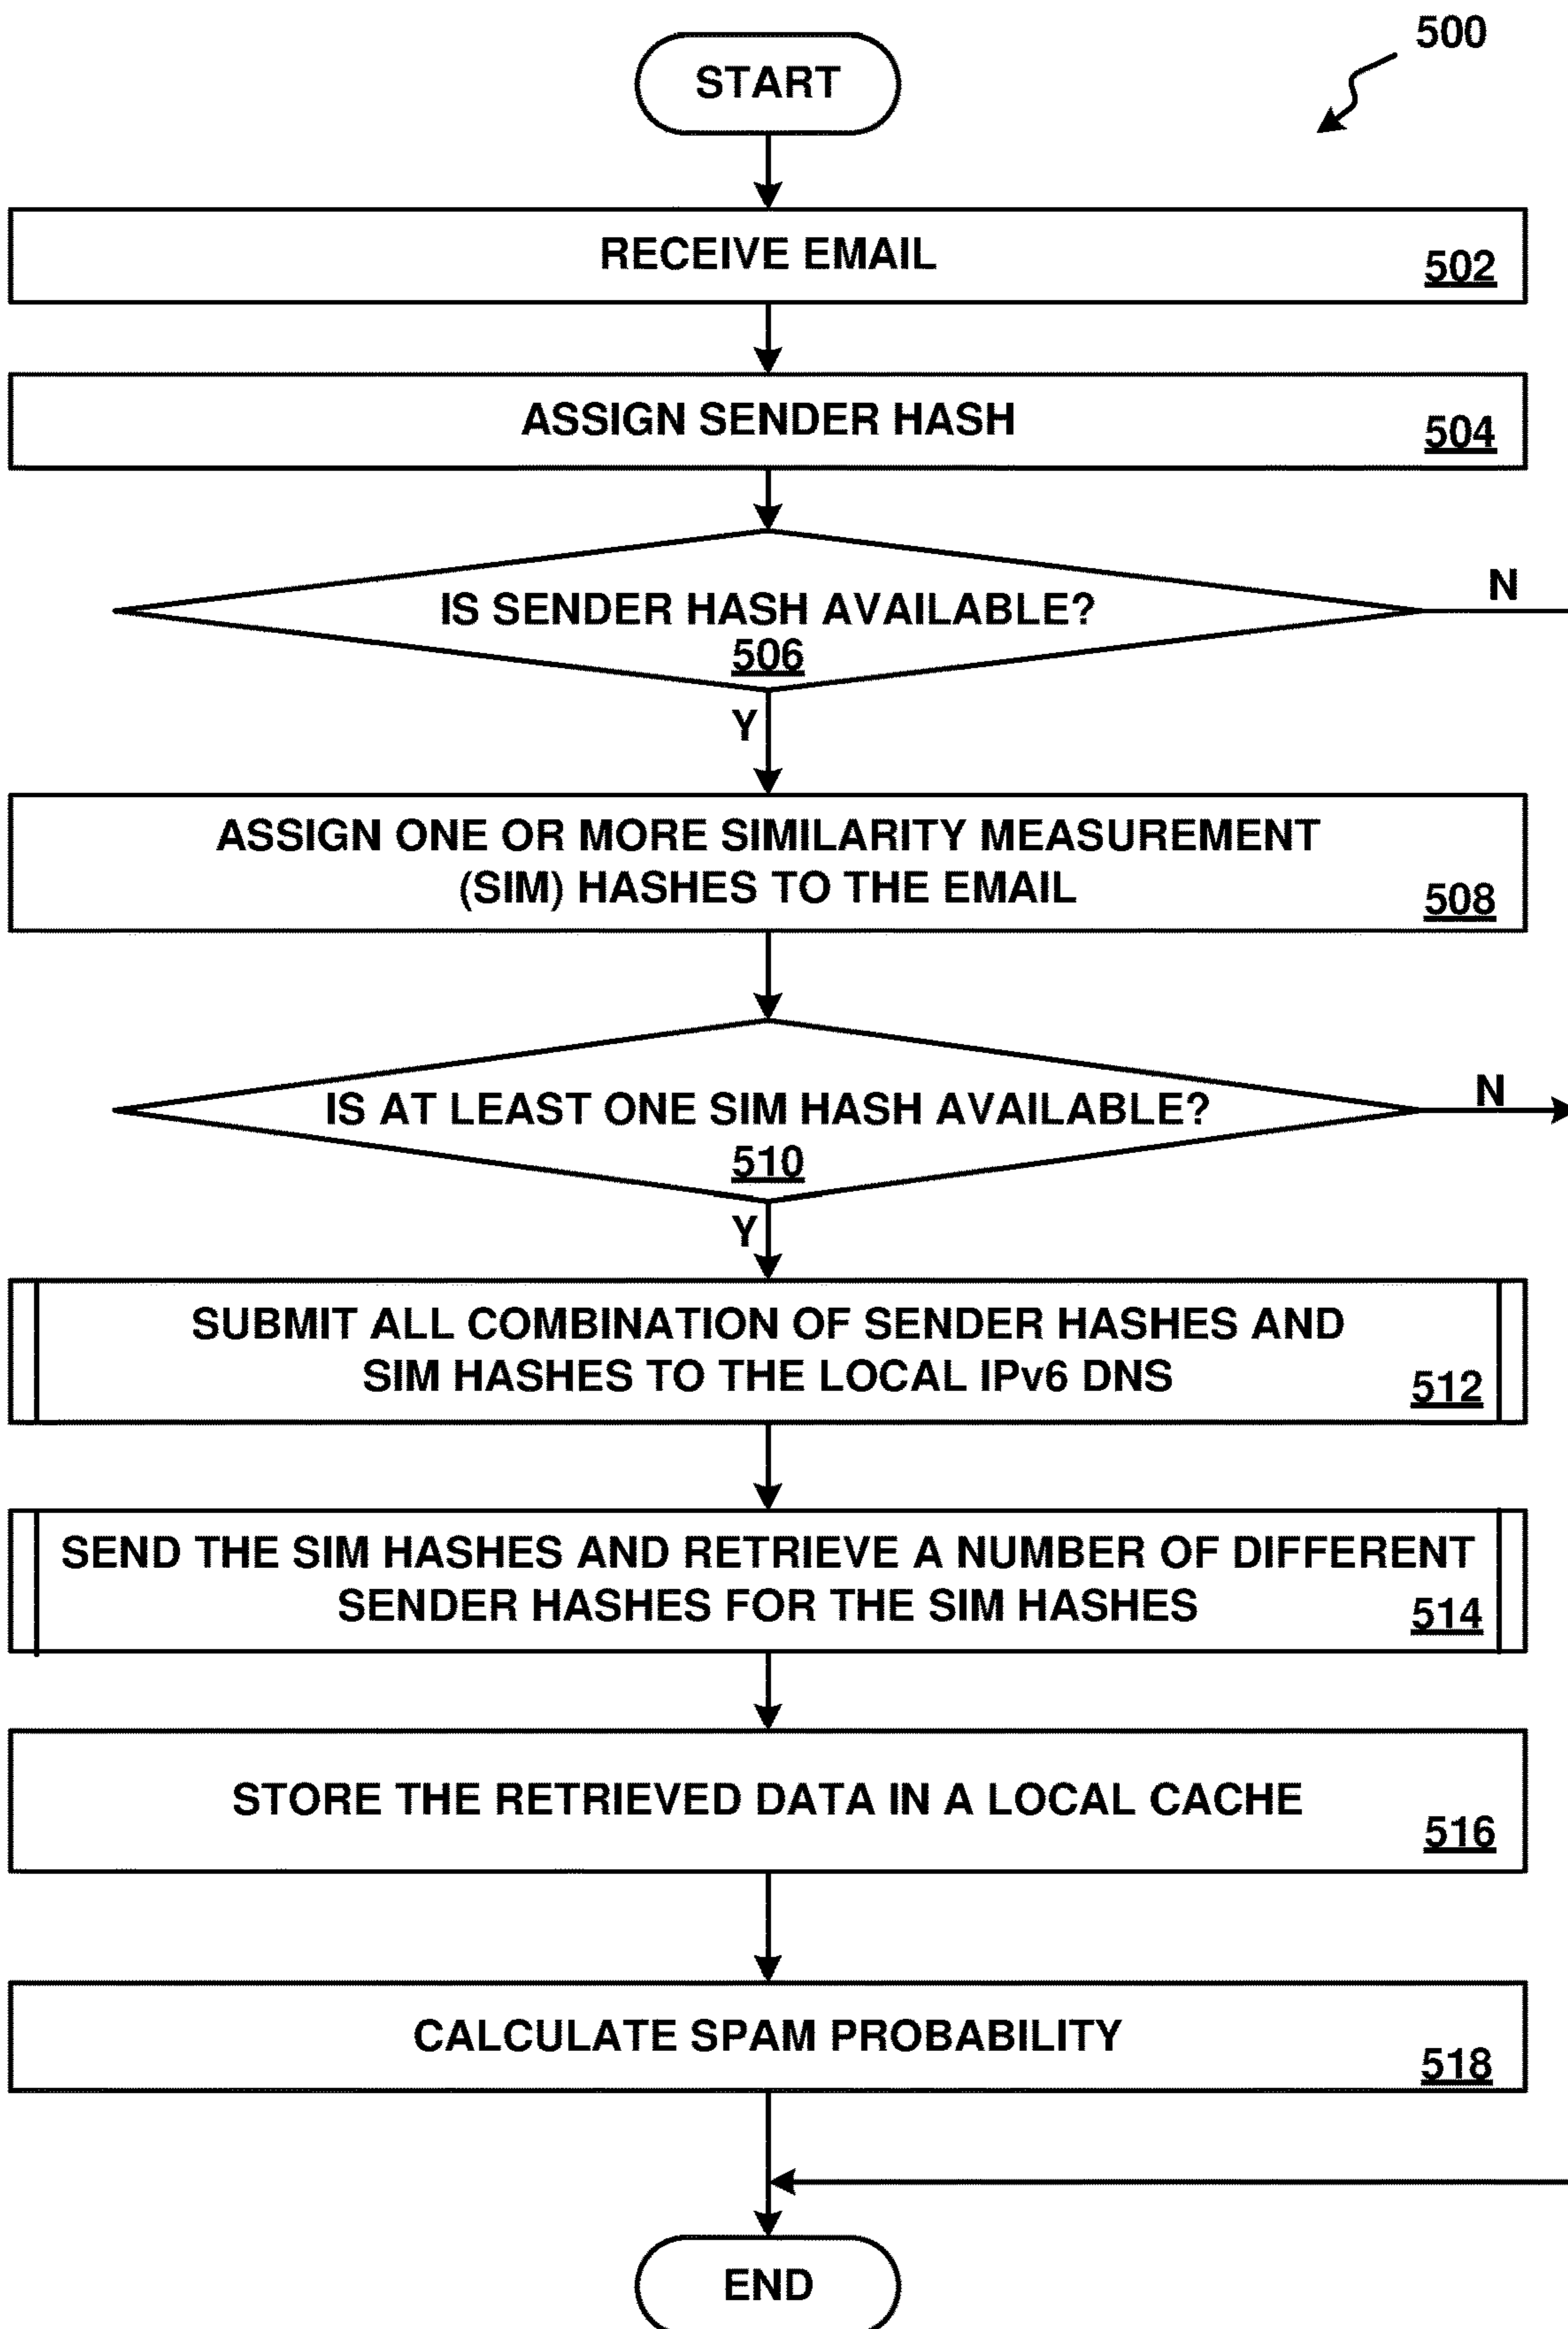 500
START
RECEIVE EMAIL
502
ASSIGN SENDER HASH
504
IS SENDER HASH AVAILABLE?
506
N
Y
ASSIGN ONE OR MORE SIMILARITY MEASUREMENT
(SIM) HASHES TO THE EMAIL
508
IS AT LEAST ONE SIM HASH AVAILABLE?
510
N
Y
SUBMIT ALL COMBINATION OF SENDER HASHES AND
SIM HASHES TO THE LOCAL IPv6 DNS
512
SEND THE SIM HASHES AND RETRIEVE A NUMBER OF DIFFERENT
SENDER HASHES FOR THE SIM HASHES
514
STORE THE RETRIEVED DATA IN A LOCAL CACHE
516
CALCULATE SPAM PROBABILITY
518
END